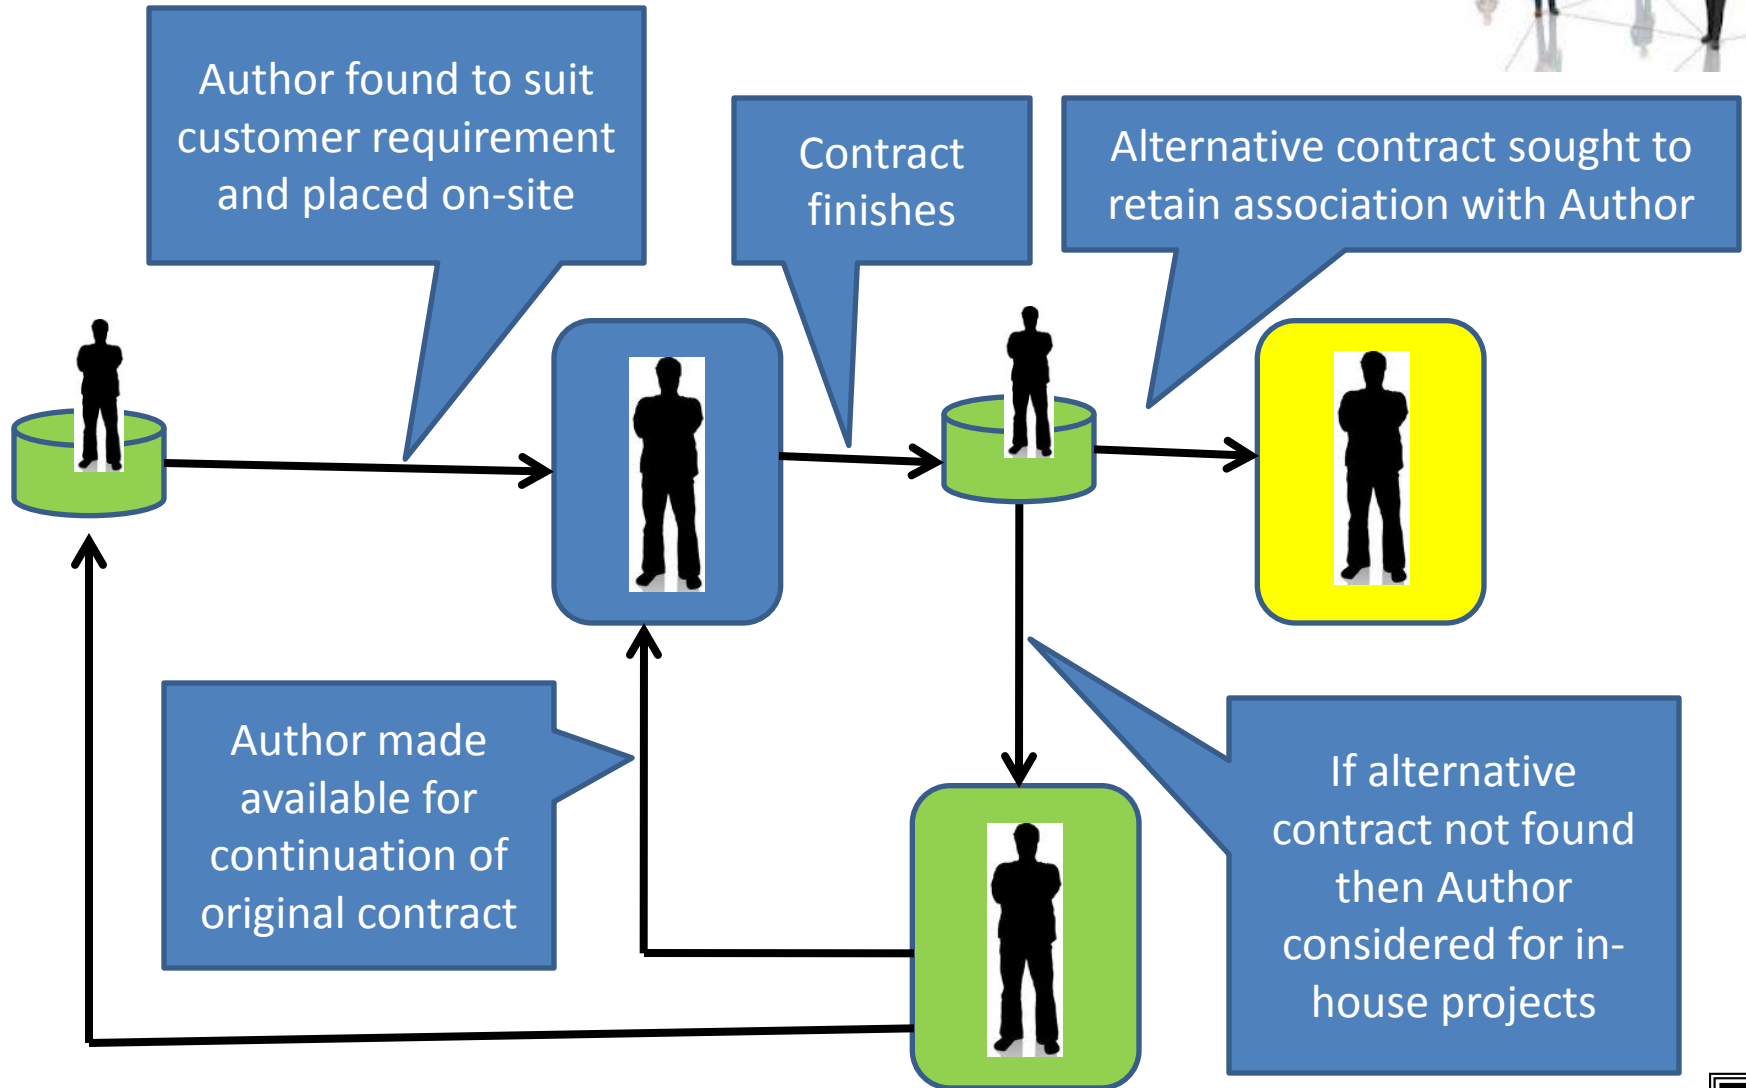 Author found to suit
customer requirement
and placed on-site
Contract
finishes
Alternative contract sought to
retain association with Author
Author made
available for
continuation of
original contract
If alternative
contract not found
then Author
considered for in-
house projects